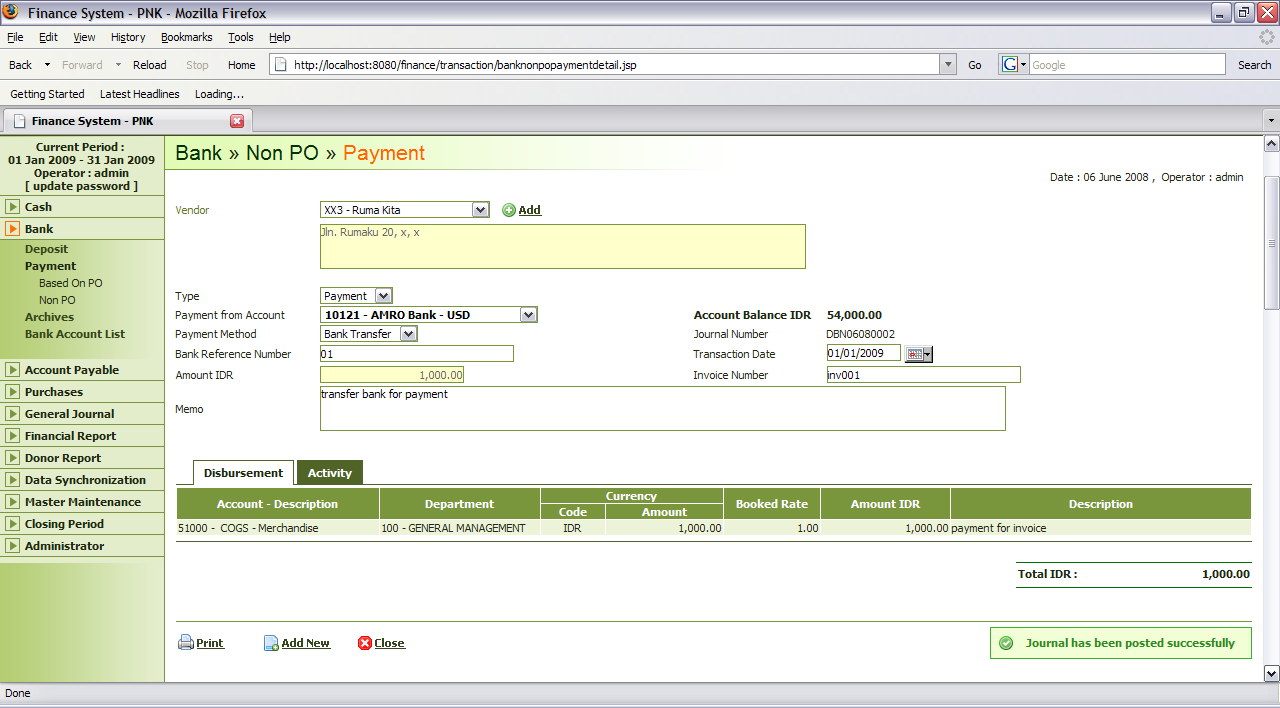 Finance System - PNK - Mozilla Firefox
File Edit View History Bookmarks Tools Help
Back Forward Reload Stop Home http://localhost:8080/finance/transaction/banknonpopaymentdetail.jsp Go G Google Search
Getting Started Latest Headlines Loading...
Finance System - PNK
Current Period :
01 Jan 2009 - 31 Jan 2009
Operator : admin
[ update password ]
Cash
Bank
Deposit
Payment
Based On PO
Non PO
Archives
Bank Account List
Account Payable
Purchases
General Journal
Financial Report
Donor Report
Data Synchronization
Master Maintenance
Closing Period
Administrator
Bank » Non PO » Payment
Date : 06 June 2008 , Operator : admin
Vendor XX3 - Ruma Kita Add
Jln. Rumaku 20, x, x
Type Payment
Payment from Account 10121 - AMRO Bank - USD Account Balance IDR 54,000.00
Payment Method Bank Transfer Journal Number DBN06080002
Bank Reference Number 01 Transaction Date 01/01/2009
Amount IDR 1,000.00 Invoice Number inv001
Memo transfer bank for payment
Disbursement Activity
Account - Description Department Currency Booked Rate Amount IDR Description
Code Amount
51000 - COGS - Merchandise 100 - GENERAL MANAGEMENT IDR 1,000.00 1.00 1,000.00 payment for invoice
Total IDR : 1,000.00
Print Add New Close Journal has been posted successfully
Done